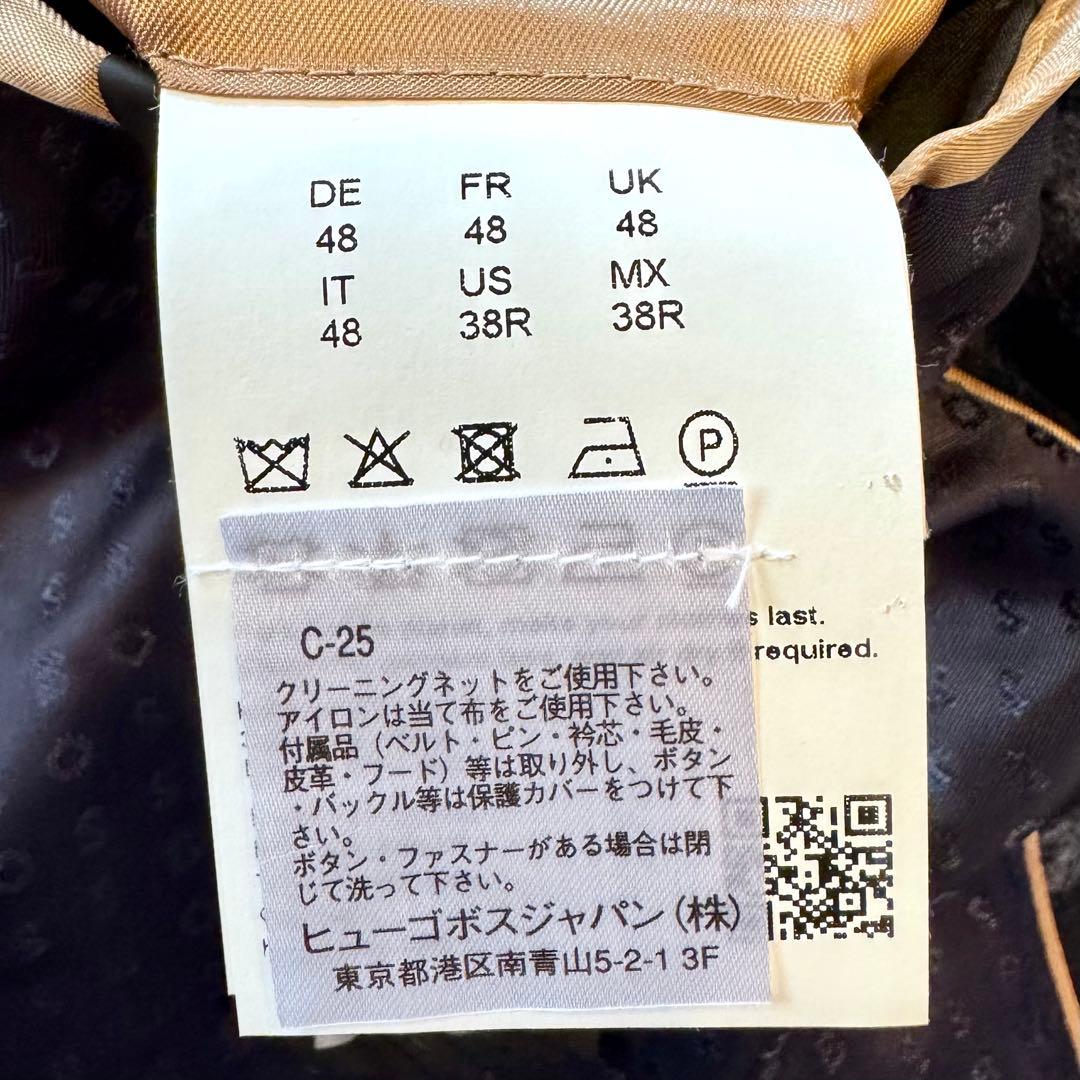 DE FR UK
48 48 48
IT US MX
48 38R 38R
P
last.
required.
C-25
クリーニングネットをご使用下さい。
アイロンは当て布をご使用下さい。
付属品(ベルト・ピン・衿芯・毛皮・
皮革・フード)等は取り外し、ボタン
・バックル等は保護カバーをつけて下
さい。
ボタン・ファスナーがある場合は閉
じて洗って下さい。
ヒューゴボスジャパン(株)
東京都港区南青山5-2-1 3F